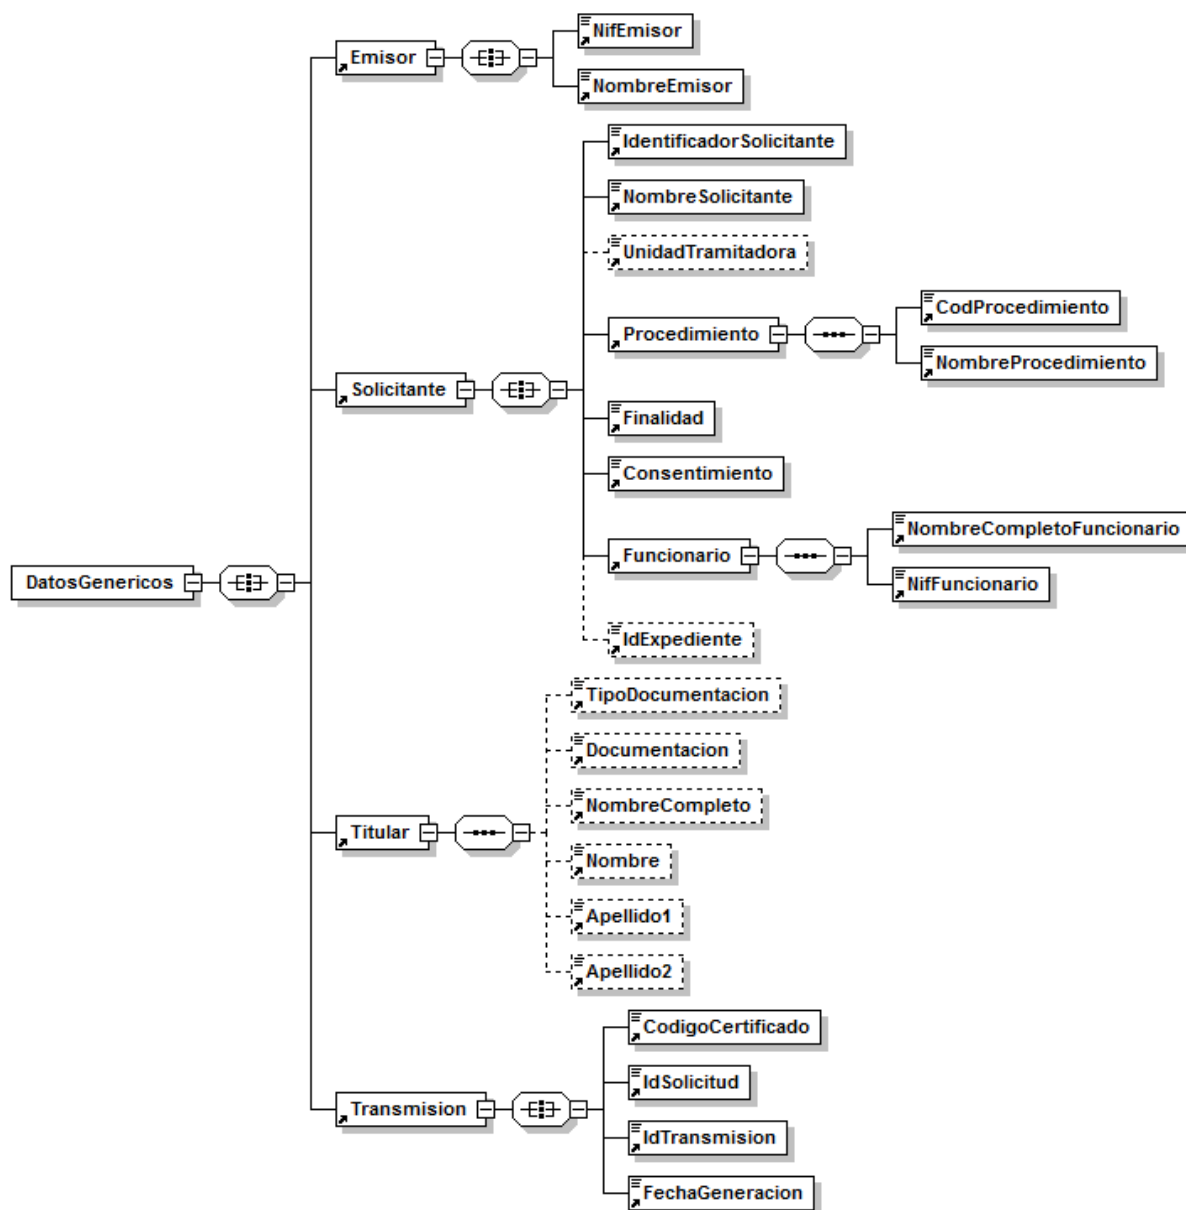 NifEmisor
Emisor
NombreEmisor
IdentificadorSolicitante
NombreSolicitante
UnidadTramitadora
CodProcedimiento
Procedimiento
NombreProcedimiento
Solicitante
Finalidad
Consentimiento
NombreCompletoFuncionario
Funcionario
DatosGenericos
NifFuncionario
IdExpediente
TipoDocumentacion
Documentacion
NombreCompleto
Titular
Nombre
Apellido1
Apellido2
CodigoCertificado
IdSolicitud
Transmision
IdTransmision
FechaGeneracion